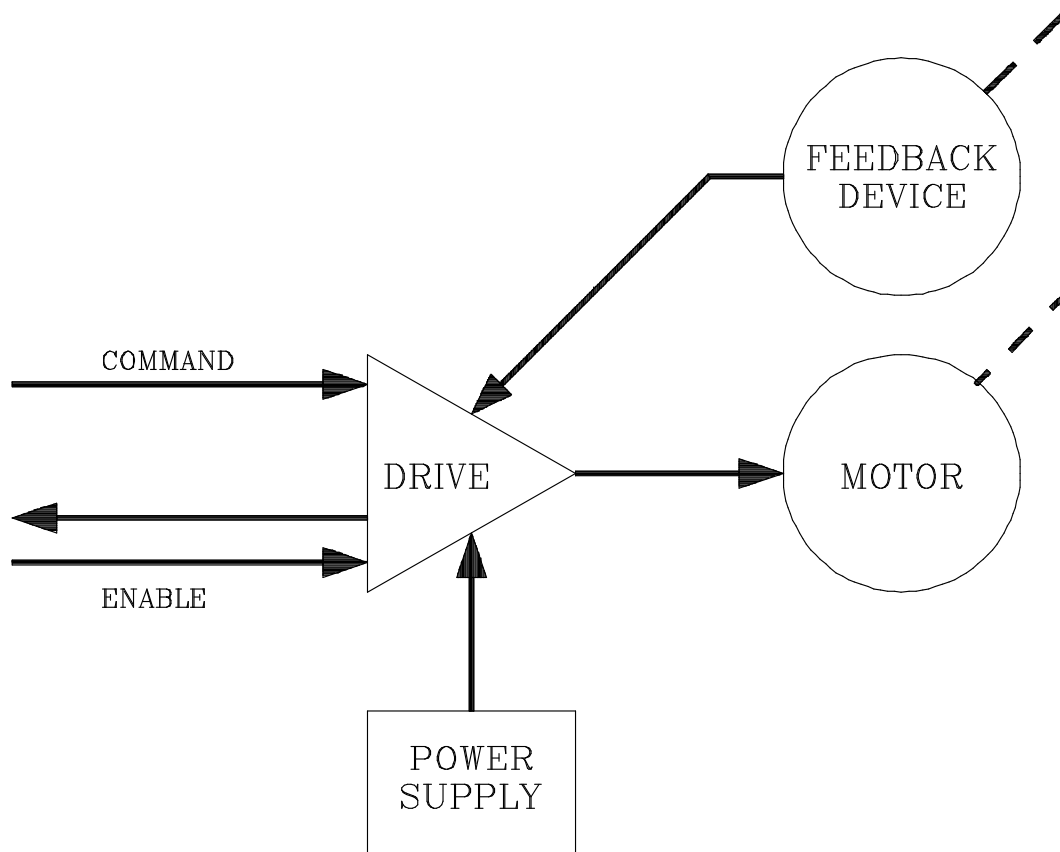 FEEDBACK
DEVICE
COMMAND
DRIVE
MOTOR
ENABLE
POWER
SUPPLY